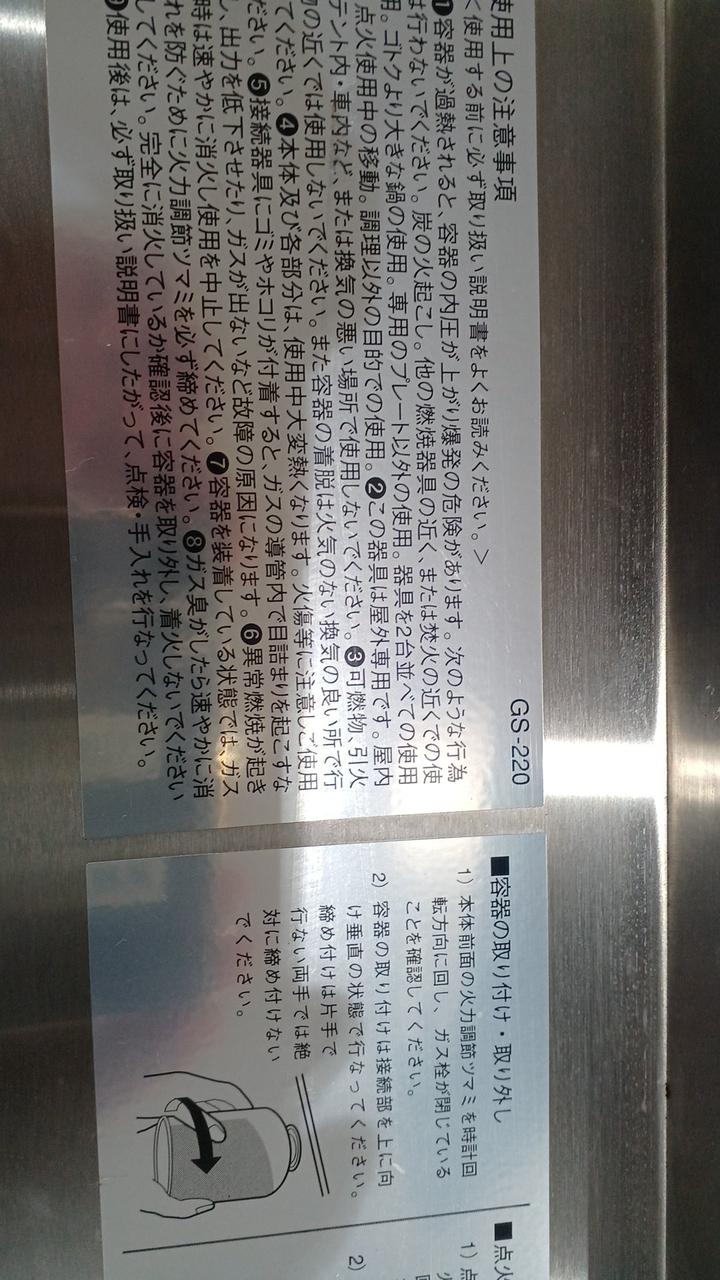 使用上の注意事項
GS-220
く使用する前に必ず取り扱い説明書をよくお読みください。＞
❶容器が過熱されると、容器の内圧が上がり爆発の危険があります。次のような行為
は行わないでください。炭の火起こし。他の燃焼器具の近く、または焚火の近くでの使
用。ゴトクより大きな鍋の使用。専用のプレート以外の使用。器具を2台並べての使用
点火使用中の移動。調理以外の目的での使用。❷この器具は屋外専用です。屋内
テント内・車内など、または換気の悪い場所で使用しないでください。❸可燃物、引火
物の近くでは使用しないでください。また容器の着脱は火気のない換気の良い所で行
てください。❹本体及び各部分は、使用中大変熱くなります。火傷等に注意しご使用
ださい。❺接続器具にゴミやホコリが付着すると、ガスの導管内で目詰まりを起こすな
し、出力を低下させたり、ガスが出ないなど故障の原因になります。❻異常燃焼が起き
時は速やかに消火し使用を中止してください。❼容器を装着している状態では、ガス
れを防ぐために火力調節ツマミを必ず締めてください。❽ガス臭がしたら速やかに消
してください。完全に消火しているか確認後に容器を取り外し、着火しないでください
❾使用後は、必ず取り扱い説明書にしたがって、点検・手入れを行なってください。
■容器の取り付け・取り外し
1）本体前面の火力調節ツマミを時計回
転方向に回し、ガス栓が閉じている
ことを確認してください。
2）容器の取り付けは接続部を上に向
け垂直の状態で行なってください。
締め付けは片手で
行ない両手では絶
対に締め付けない
でください。
■点火
1）点
2）